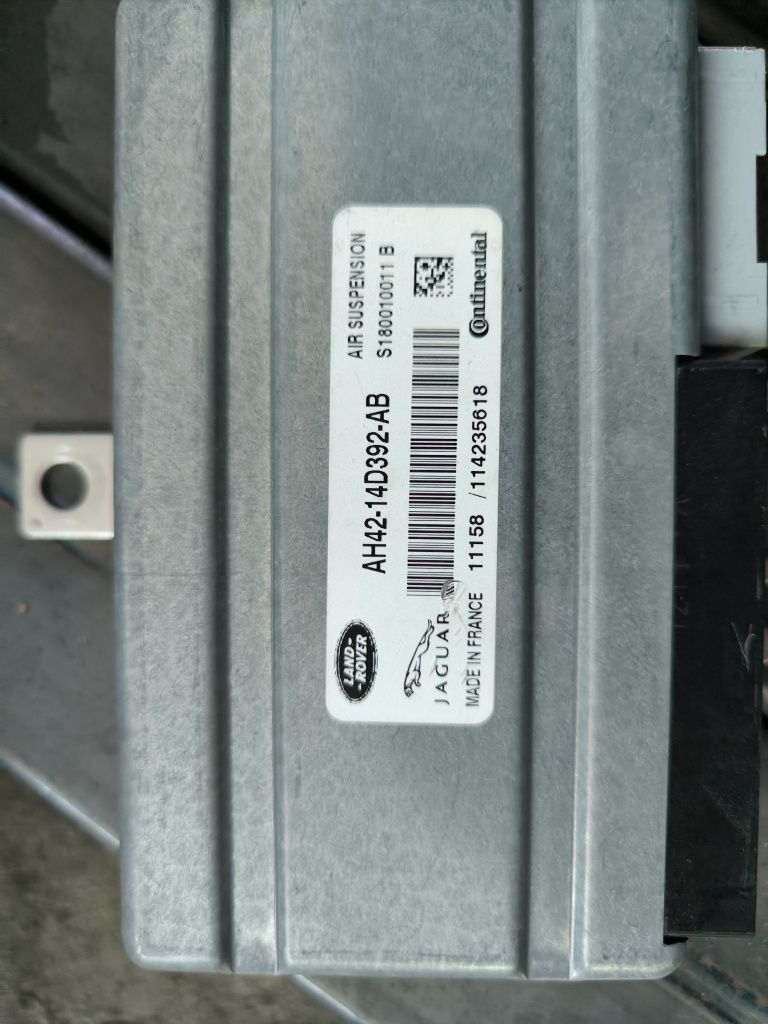 LAND-
-ROVER
AH42-14D392-AB
AIR SUSPENSION
S180010011 B
JAGUAR
MADE IN FRANCE 11158 /114235618
Continental